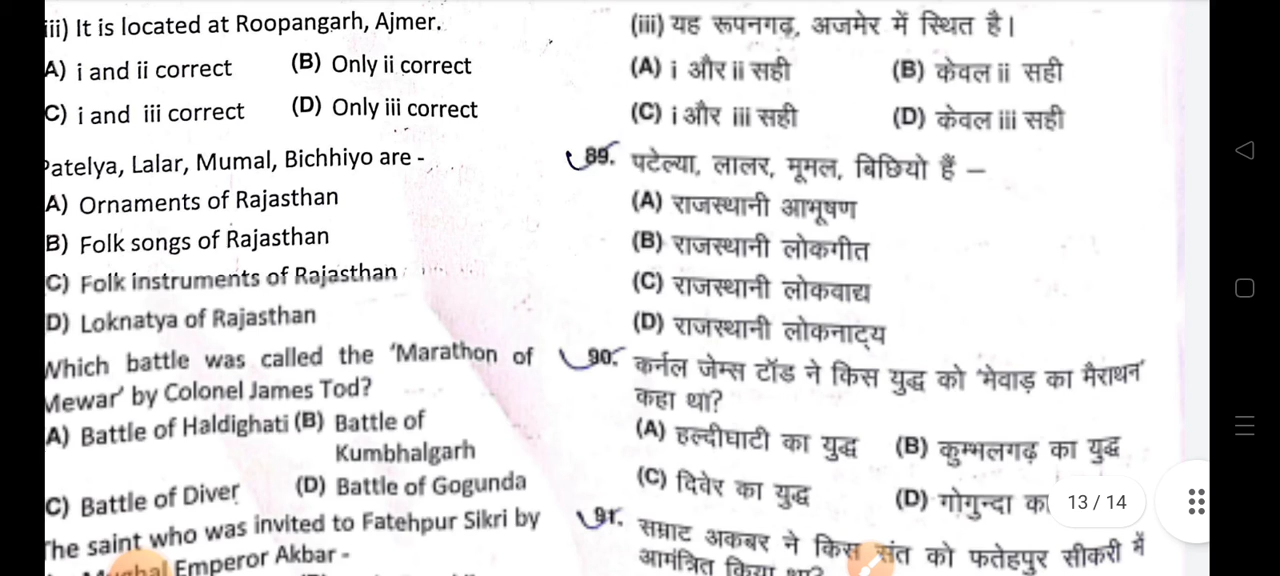 iii) It is located at Roopangarh, Ajmer.
A) i and ii correct (B) Only ii correct
C) i and iii correct (D) Only iii correct
Patelya, Lalar, Mumal, Bichhiyo are -
A) Ornaments of Rajasthan
B) Folk songs of Rajasthan
C) Folk instruments of Rajasthan
D) Loknatya of Rajasthan
Which battle was called the ‘Marathon of
Mewar’ by Colonel James Tod?
A) Battle of Haldighati (B) Battle of
Kumbhalgarh
C) Battle of Diver (D) Battle of Gogunda
The saint who was invited to Fatehpur Sikri by
Emperor Akbar -
(iii) यह रूपनगढ़, अजमेर में स्थित है।
(A) i और ii सही (B) केवल ii सही
(C) i और iii सही (D) केवल iii सही
89. पटेल्या, लालर, मूमल, बिछियो हैं –
(A) राजस्थानी आभूषण
(B) राजस्थानी लोकगीत
(C) राजस्थानी लोकवाद्य
(D) राजस्थानी लोकनाट्य
90. कर्नल जेम्स टॉड ने किस युद्ध को ‘मेवाड़ का मैराथन’
कहा था?
(A) हल्दीघाटी का युद्ध (B) कुम्भलगढ़ का युद्ध
(C) दिवेर का युद्ध (D) गोगुन्दा का
13 / 14
91. सम्राट अकबर ने किस संत को फतेहपुर सीकरी में
आमंत्रित किया था?